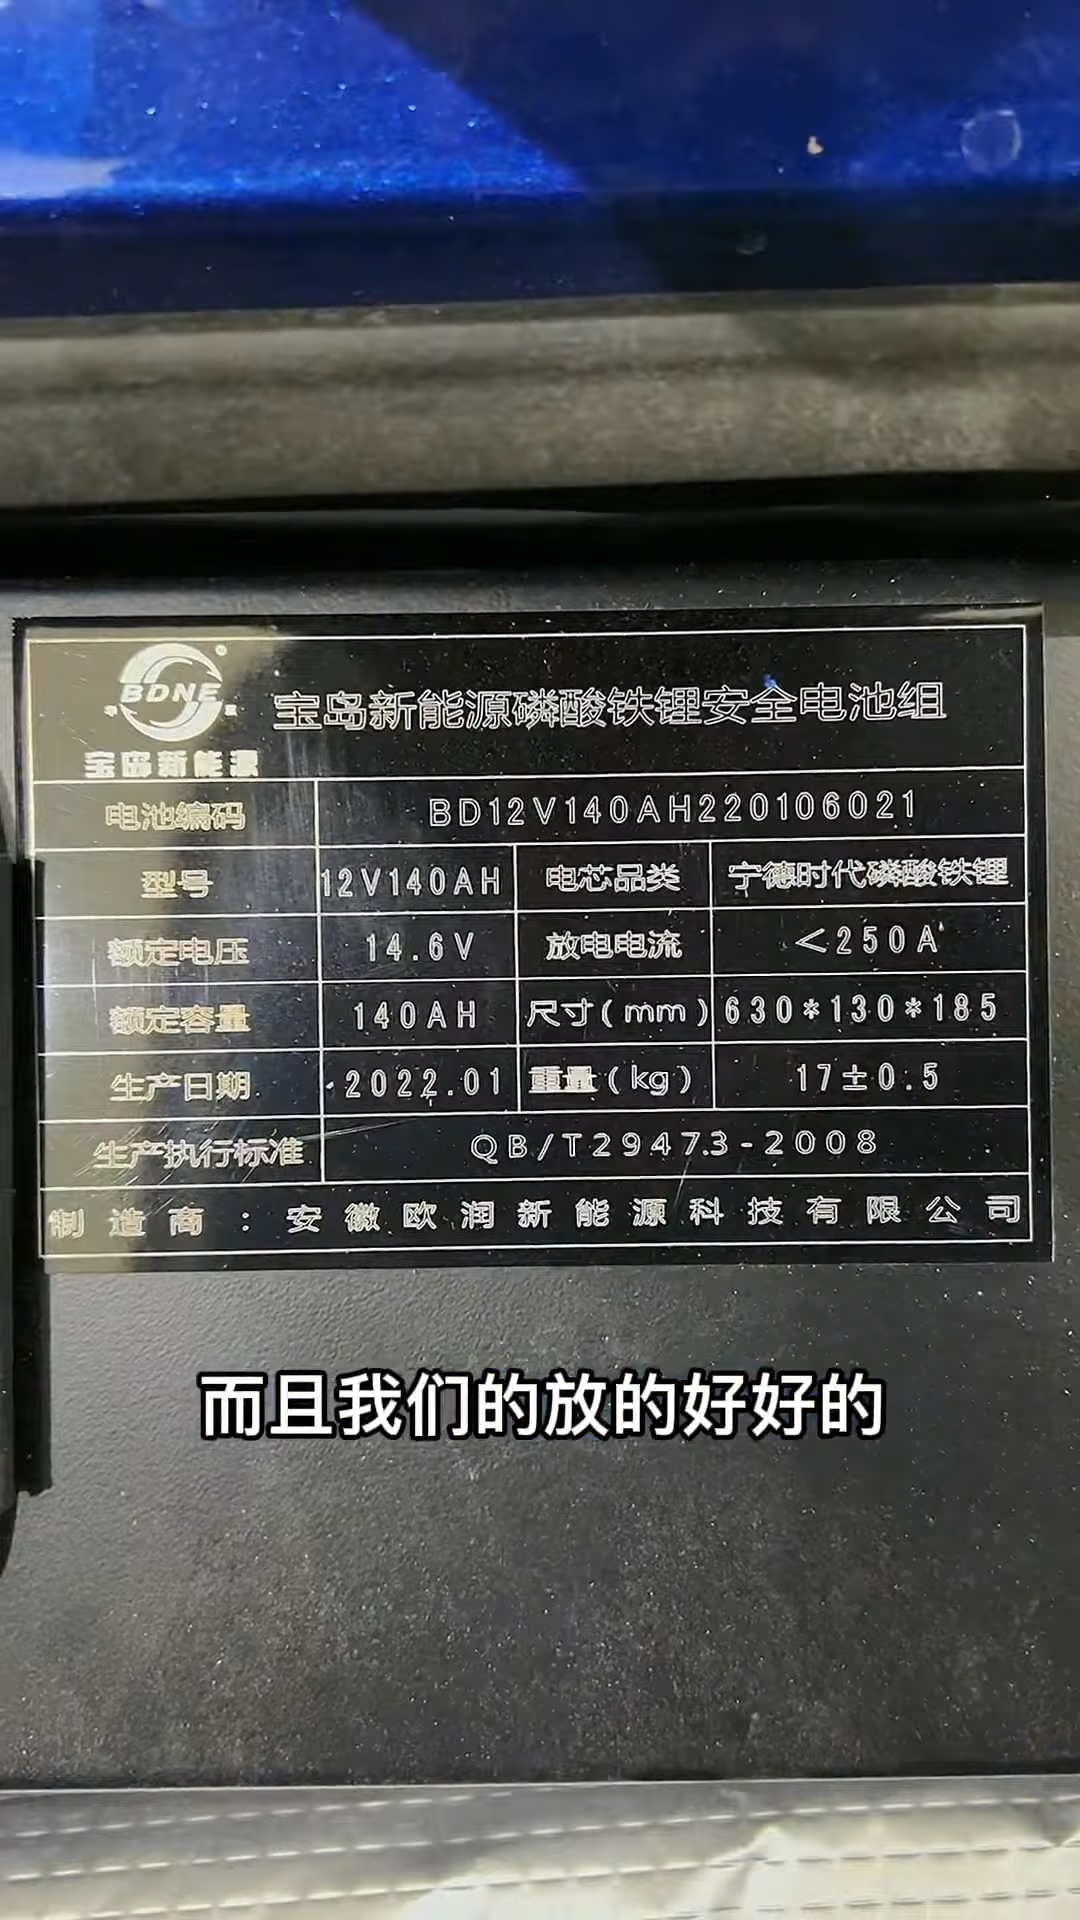 BDNE
宝岛新能源
宝岛新能源磷酸铁锂安全电池组
电池编码 BD12V140AH220106021
型号 12V140AH 电芯品类 宁德时代磷酸铁锂
额定电压 14.6V 放电电流 <250A
额定容量 140AH 尺寸(mm) 630*130*185
生产日期 2022.01 重量(kg) 17±0.5
生产执行标准 QB/T2947.3-2008
制造商:安徽欧润新能源科技有限公司
而且我们的放的好好的